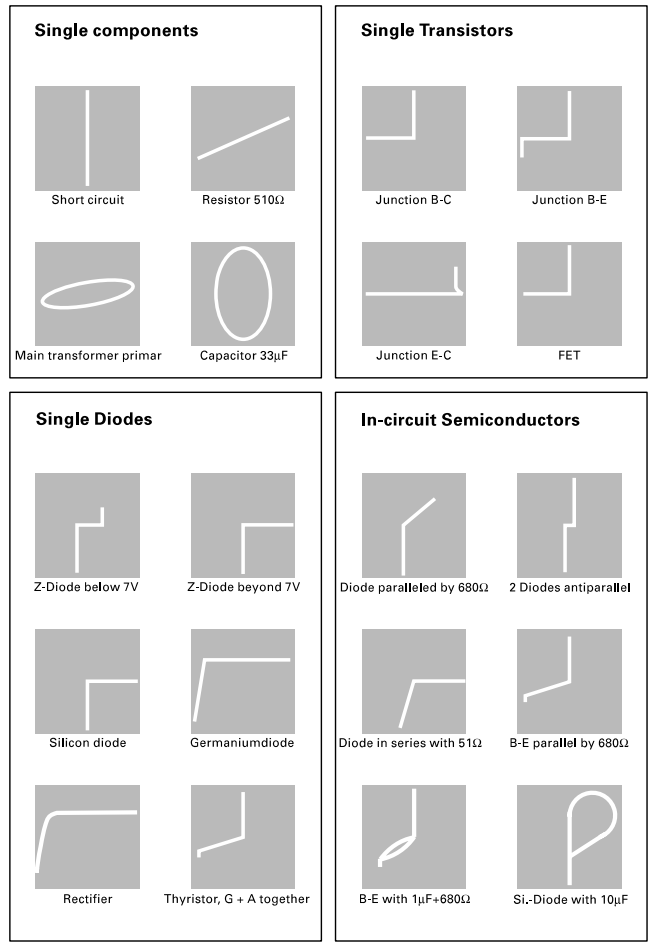 Single components
Short circuit
Resistor 510Ω
Main transformer primar
Capacitor 33µF
Single Transistors
Junction B-C
Junction B-E
Junction E-C
FET
Single Diodes
Z-Diode below 7V
Z-Diode beyond 7V
Silicon diode
Germaniumdiode
Rectifier
Thyristor, G + A together
In-circuit Semiconductors
Diode paralleled by 680Ω
2 Diodes antiparallel
Diode in series with 51Ω
B-E parallel by 680Ω
B-E with 1µF+680Ω
Si.-Diode with 10µF